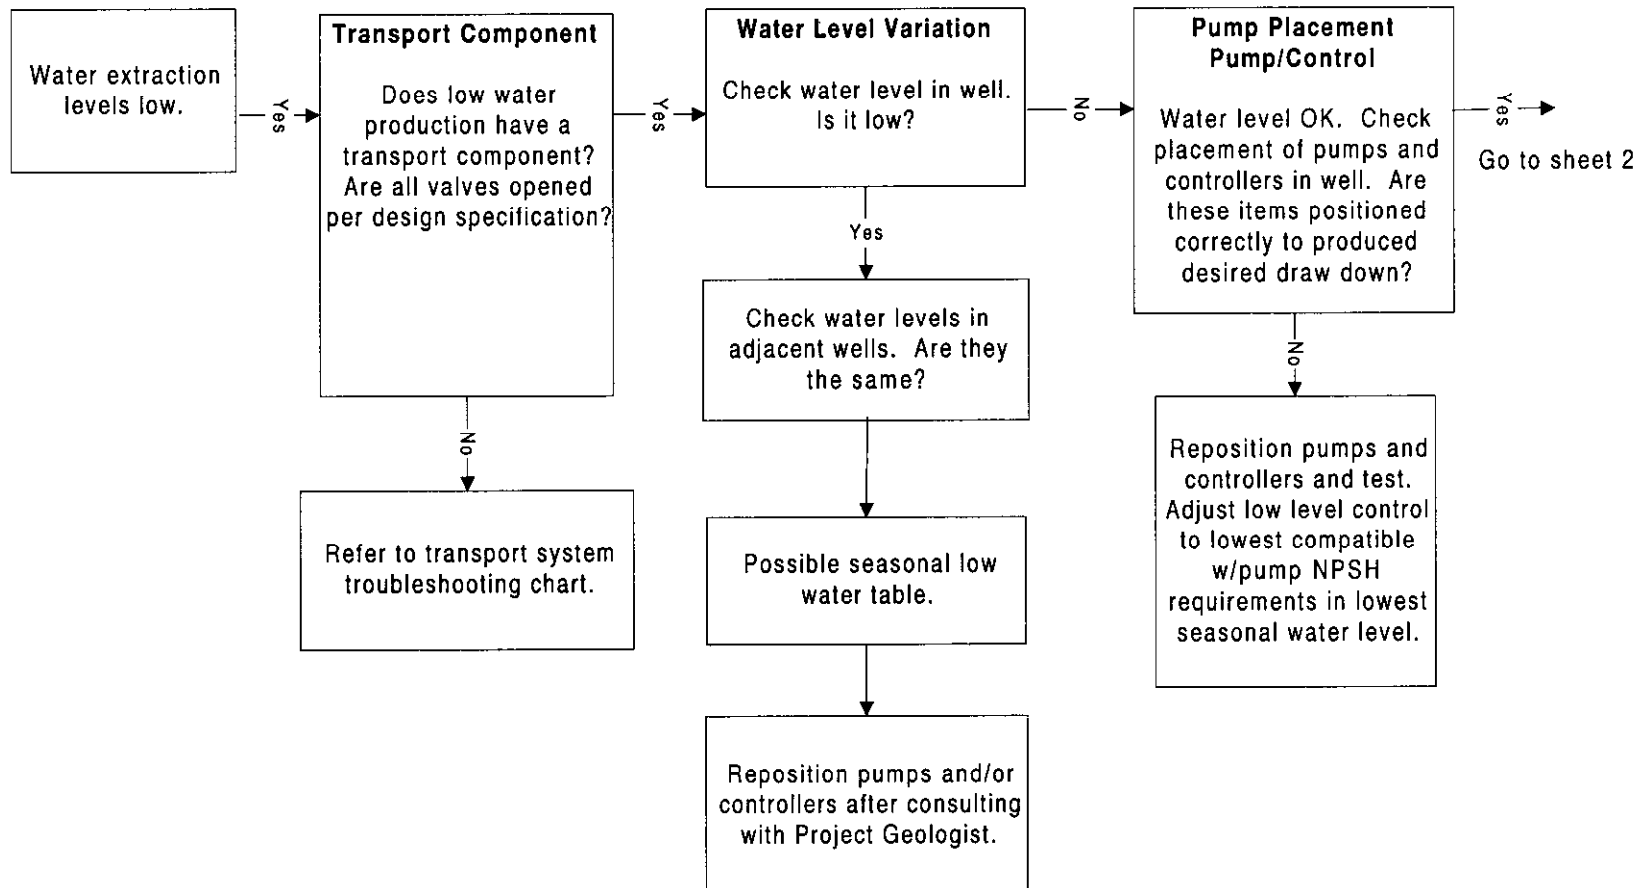 Water extraction
levels low.
Yes
Transport Component
Does low water
production have a
transport component?
Are all valves opened
per design specification?
Yes
No
Refer to transport system
troubleshooting chart.
Water Level Variation
Check water level in well.
Is it low?
No
Yes
Check water levels in
adjacent wells. Are they
the same?
Possible seasonal low
water table.
Reposition pumps and/or
controllers after consulting
with Project Geologist.
Pump Placement
Pump/Control
Water level OK. Check
placement of pumps and
controllers in well. Are
these items positioned
correctly to produced
desired draw down?
Yes
Go to sheet 2
No
Reposition pumps and
controllers and test.
Adjust low level control
to lowest compatible
w/pump NPSH
requirements in lowest
seasonal water level.